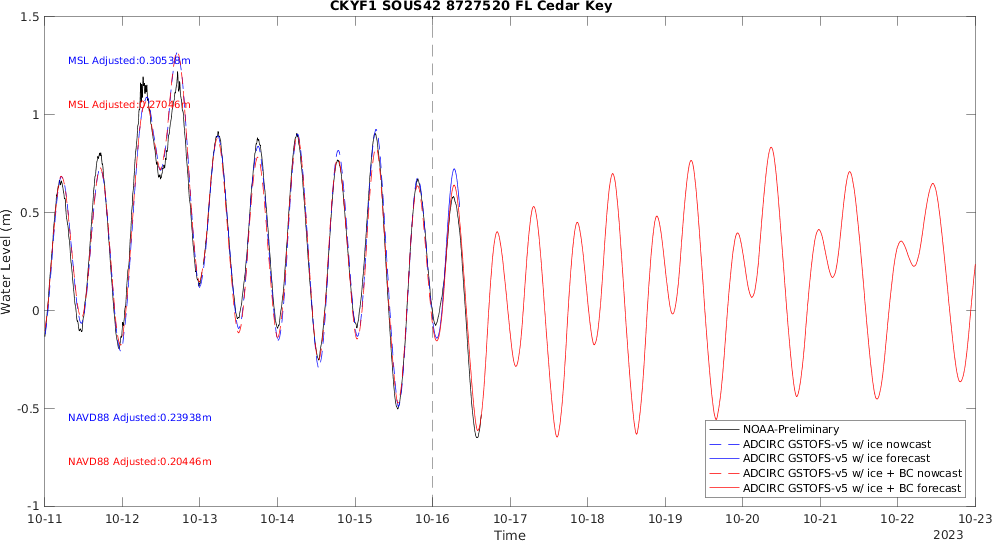 CKYF1 SOUS42 8727520 FL Cedar Key
1.5
1
0.5
0
-0.5
-1
Water Level (m)
MSL Adjusted:0.30538m
MSL Adjusted:0.27046m
NAVD88 Adjusted:0.23938m
NAVD88 Adjusted:0.20446m
NOAA-Preliminary
ADCIRC GSTOFS-v5 w/ ice nowcast
ADCIRC GSTOFS-v5 w/ ice forecast
ADCIRC GSTOFS-v5 w/ ice + BC nowcast
ADCIRC GSTOFS-v5 w/ ice + BC forecast
10-11 10-12 10-13 10-14 10-15 10-16 10-17 10-18 10-19 10-20 10-21 10-22 10-23
Time
2023